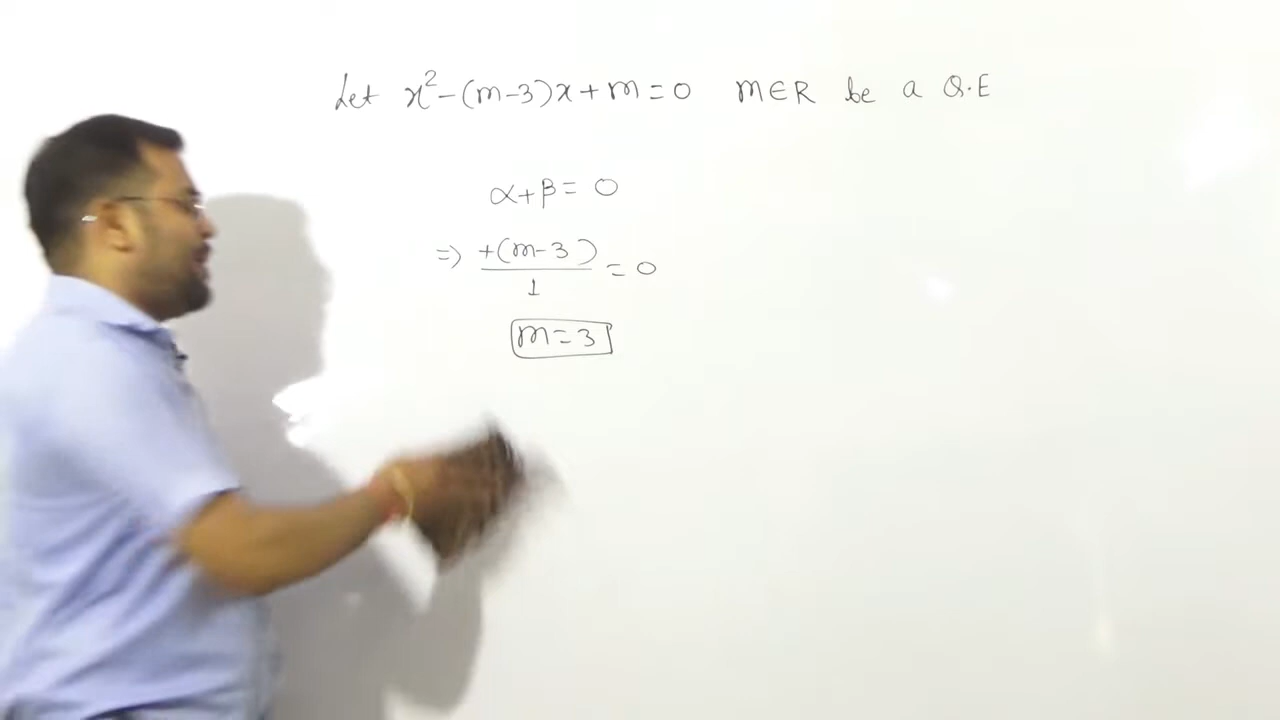 Let x²-(m-3)x+m=0 m∈R be a Q.E
α+β=0
=> +(m-3)/1 =0
m=3